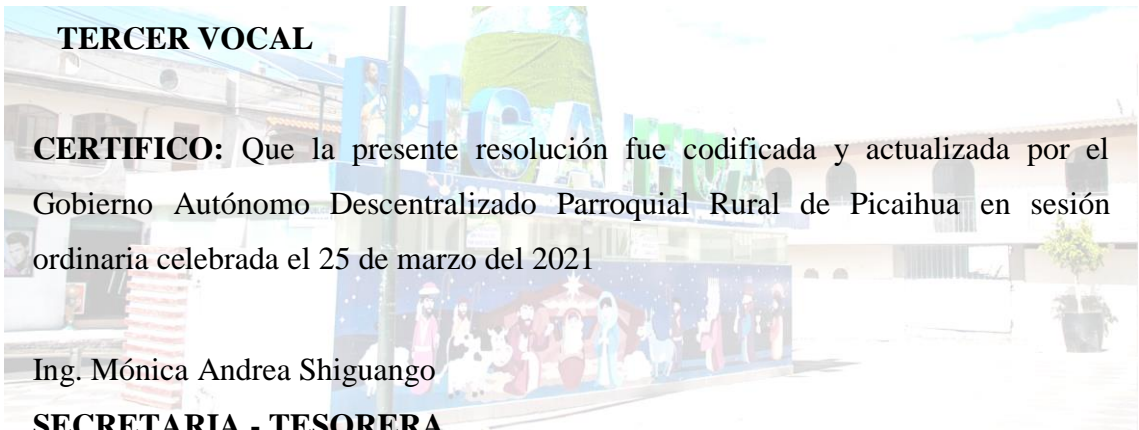 TERCER VOCAL
CERTIFICO: Que la presente resolución fue codificada y actualizada por el
Gobierno Autónomo Descentralizado Parroquial Rural de Picaihua en sesión
ordinaria celebrada el 25 de marzo del 2021
Ing. Mónica Andrea Shiguango
SECRETARIA - TESORERA
PICAIHUA